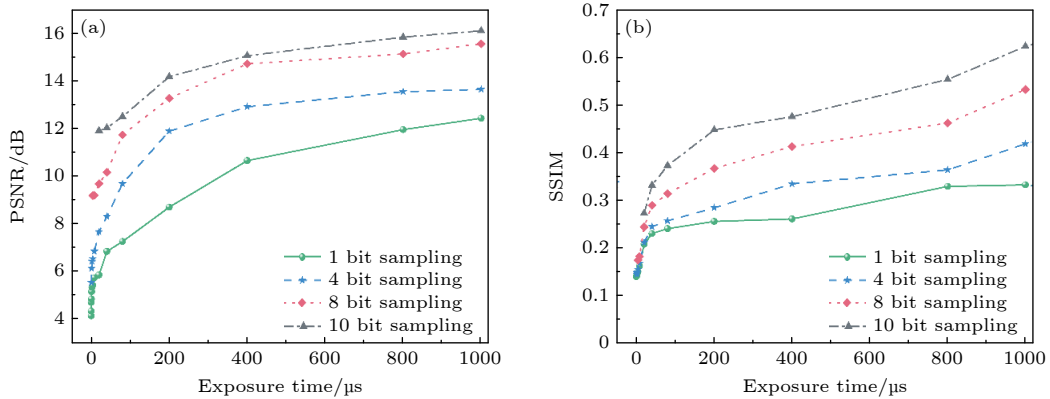 (a)
16
14
12
10
8
6
4
PSNR/dB
0 200 400 600 800 1000
Exposure time/µs
1 bit sampling
4 bit sampling
8 bit sampling
10 bit sampling
(b)
0.7
0.6
0.5
0.4
0.3
0.2
0.1
0
SSIM
0 200 400 600 800 1000
Exposure time/µs
1 bit sampling
4 bit sampling
8 bit sampling
10 bit sampling